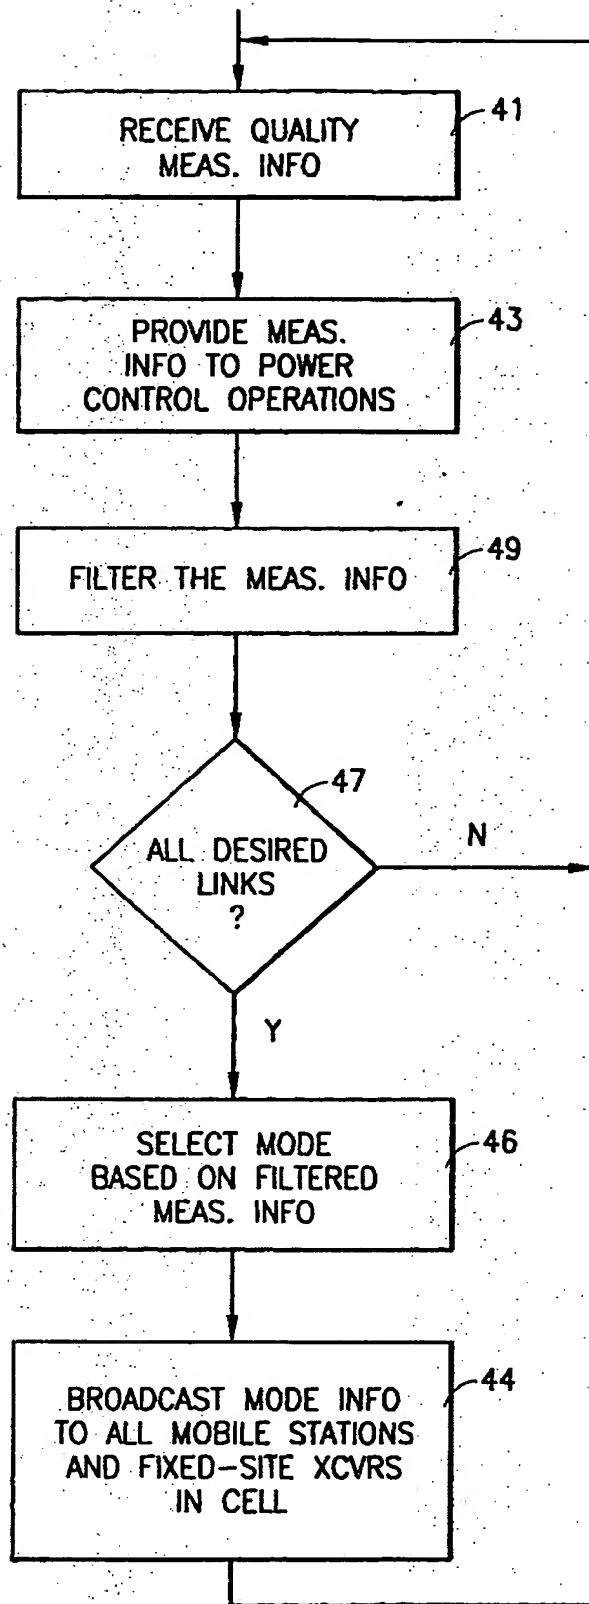 41
RECEIVE QUALITY
MEAS. INFO
43
PROVIDE MEAS.
INFO TO POWER
CONTROL OPERATIONS
49
FILTER THE MEAS. INFO
47
ALL DESIRED
LINKS
?
N
Y
46
SELECT MODE
BASED ON FILTERED
MEAS. INFO
44
BROADCAST MODE INFO
TO ALL MOBILE STATIONS
AND FIXED-SITE XCVRS
IN CELL